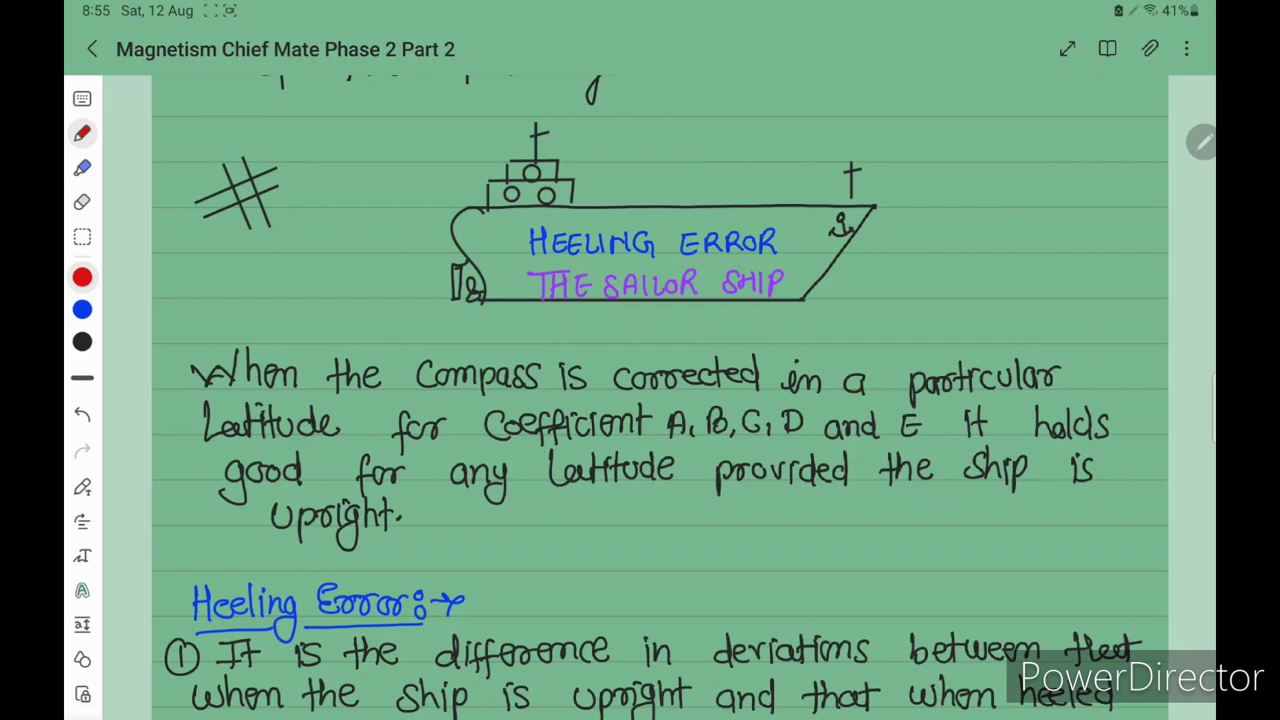 8:55 Sat, 12 Aug 41%
Magnetism Chief Mate Phase 2 Part 2
HEELING ERROR
THE SAILOR SHIP
When the Compass is corrected in a particular
Latitude for Coefficient A, B, C, D and E it holds
good for any Latitude provided the ship is
upright.
Heeling Error:→
① It is the difference in deviations between that
when the ship is upright and that when heeled
PowerDirector